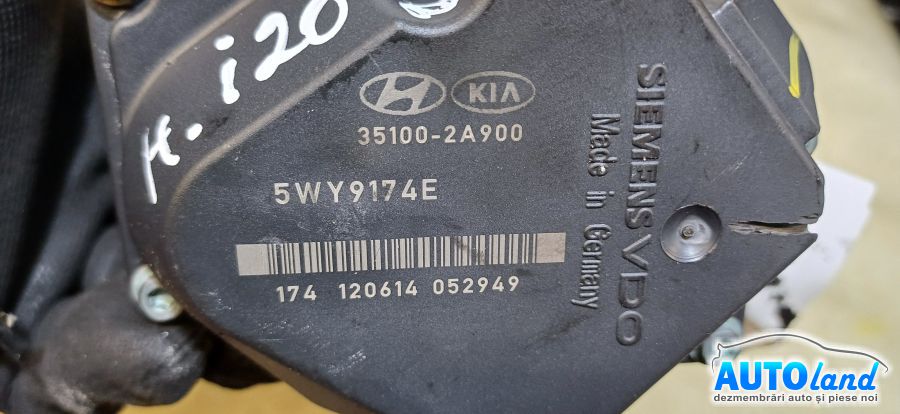 H. i20
KIA
35100-2A900
5WY9174E
174 120614 052949
SIEMENS VDO
Made in Germany
AUTOland
dezmembrări auto și piese noi